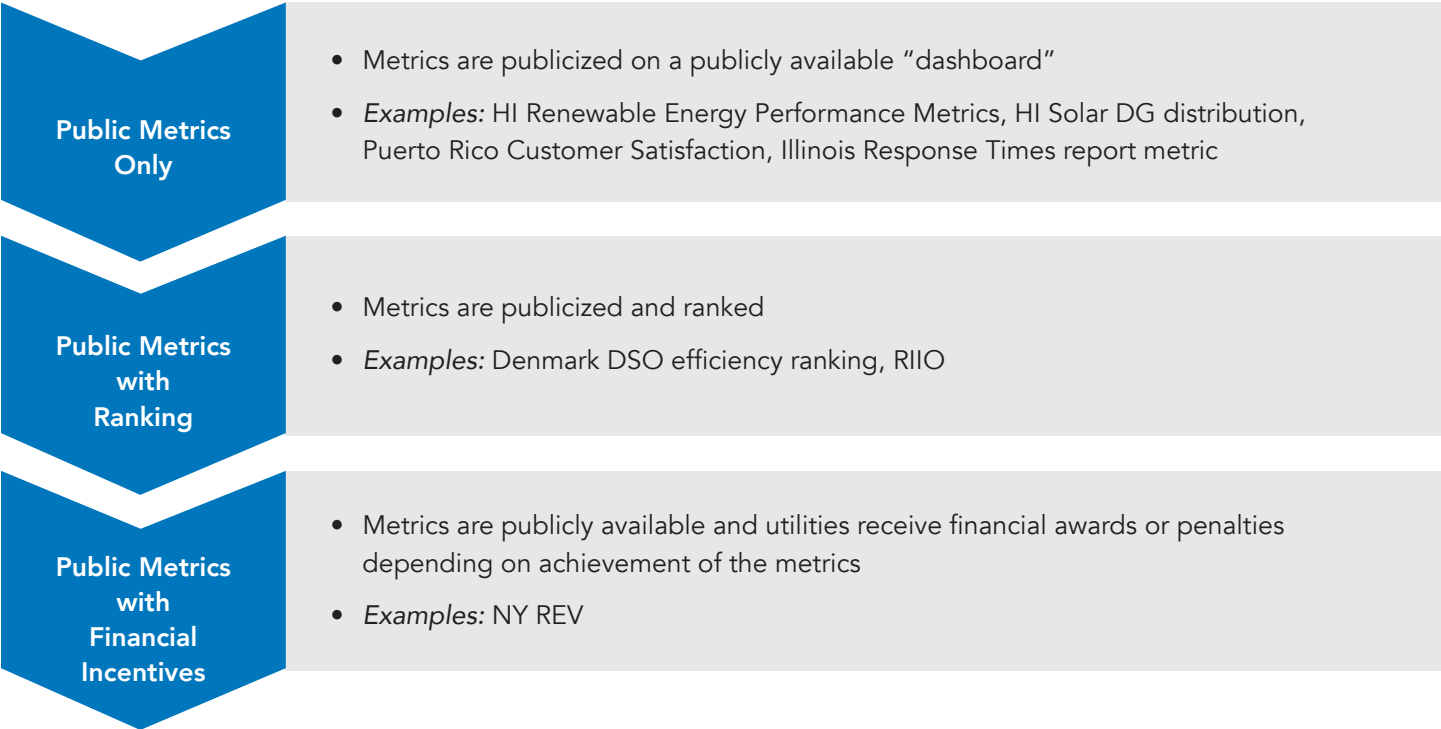 Public Metrics
Only
• Metrics are publicized on a publicly available “dashboard”
• Examples: HI Renewable Energy Performance Metrics, HI Solar DG distribution,
Puerto Rico Customer Satisfaction, Illinois Response Times report metric
Public Metrics
with
Ranking
• Metrics are publicized and ranked
• Examples: Denmark DSO efficiency ranking, RIIO
Public Metrics
with
Financial
Incentives
• Metrics are publicly available and utilities receive financial awards or penalties
depending on achievement of the metrics
• Examples: NY REV